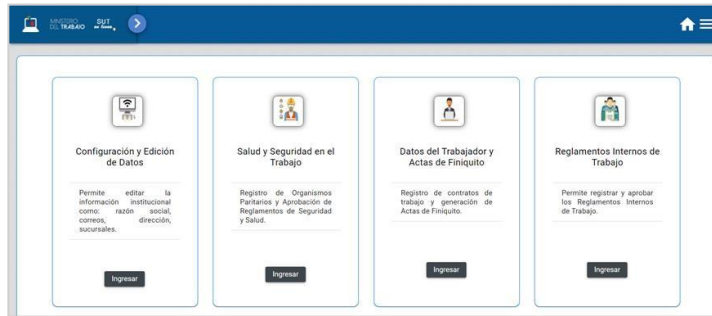 MINISTERIO
DEL TRABAJO
SUT
en línea
Configuración y Edición
de Datos
Permite editar la
información institucional
como: razón social,
correos, dirección,
sucursales.
Ingresar
Salud y Seguridad en el
Trabajo
Registro de Organismos
Paritarios y Aprobación de
Reglamentos de Seguridad
y Salud.
Ingresar
Datos del Trabajador y
Actas de Finiquito
Registro de contratos de
trabajo y generación de
Actas de Finiquito.
Ingresar
Reglamentos Internos de
Trabajo
Permite registrar y aprobar
los Reglamentos Internos
de Trabajo.
Ingresar